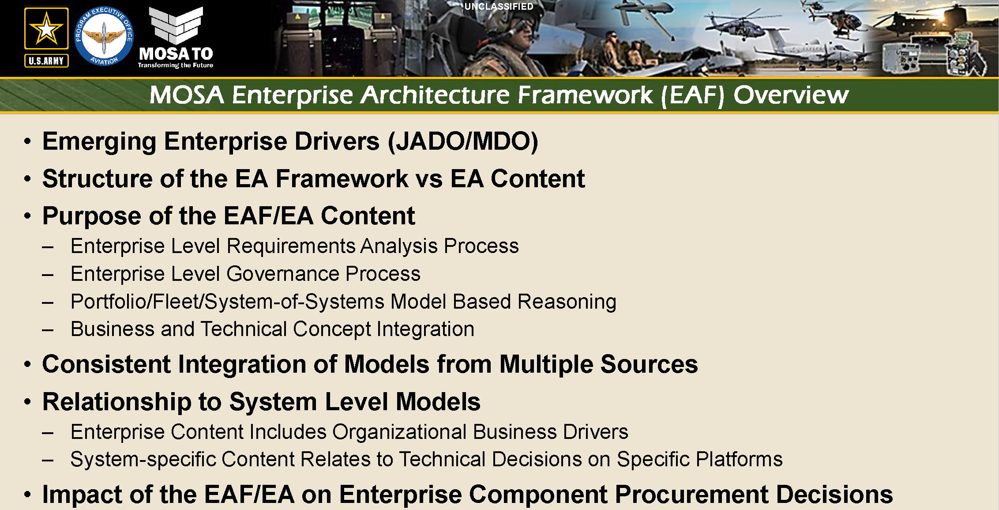 UNCLASSIFIED
U.S.ARMY
PROGRAM EXECUTIVE OFFICE
AVIATION
MOSA TO
Transforming the Future
MOSA Enterprise Architecture Framework (EAF) Overview
• Emerging Enterprise Drivers (JADO/MDO)
• Structure of the EA Framework vs EA Content
• Purpose of the EAF/EA Content
– Enterprise Level Requirements Analysis Process
– Enterprise Level Governance Process
– Portfolio/Fleet/System-of-Systems Model Based Reasoning
– Business and Technical Concept Integration
• Consistent Integration of Models from Multiple Sources
• Relationship to System Level Models
– Enterprise Content Includes Organizational Business Drivers
– System-specific Content Relates to Technical Decisions on Specific Platforms
• Impact of the EAF/EA on Enterprise Component Procurement Decisions